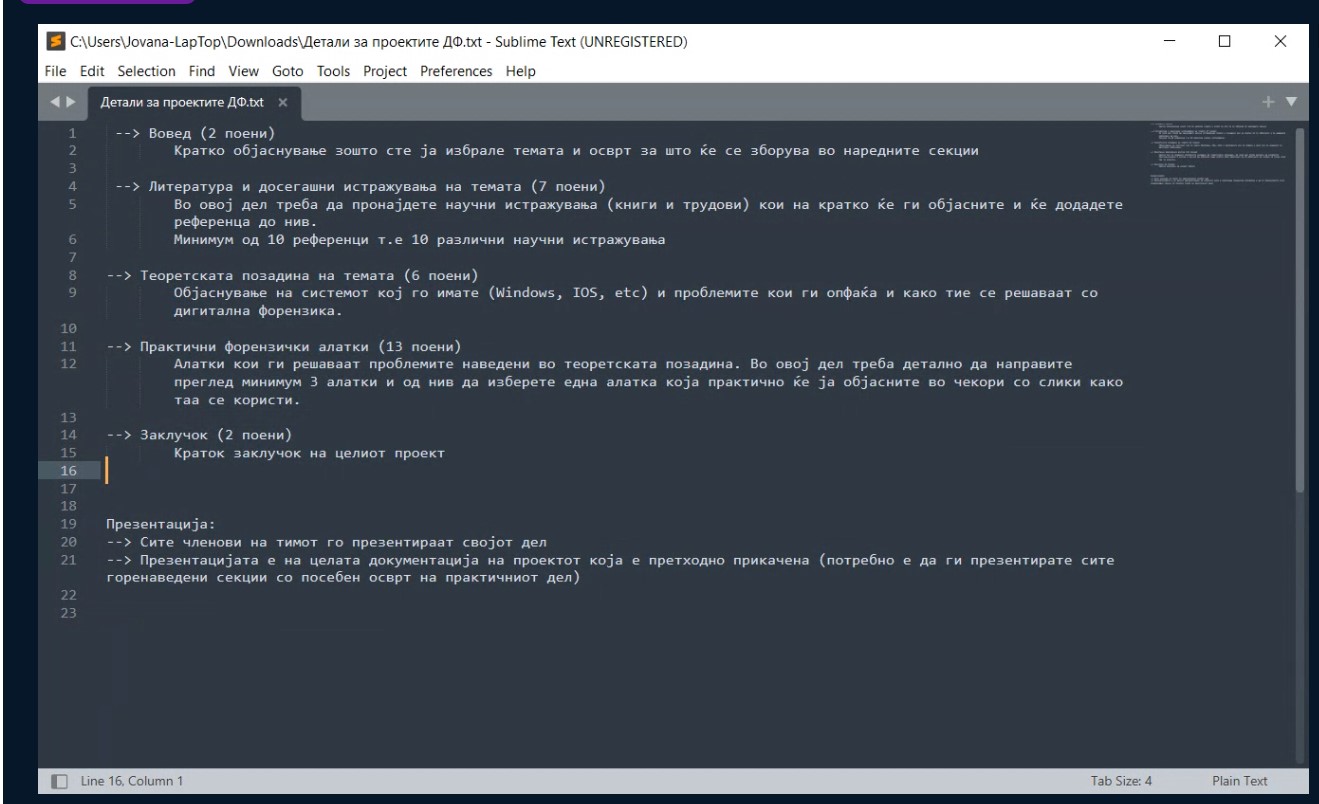 C:\Users\Jovana-LapTop\Downloads\Детали за проектите ДФ.txt - Sublime Text (UNREGISTERED)
File Edit Selection Find View Goto Tools Project Preferences Help
Детали за проектите ДФ.txt
1 --> Вовед (2 поени)
2 Кратко објаснување зошто сте ја избрале темата и осврт за што ќе се зборува во наредните секции
3
4 --> Литература и досегашни истражувања на темата (7 поени)
5 Во овој дел треба да пронајдете научни истражувања (книги и трудови) кои на кратко ќе ги објасните и ќе додадете
референца до нив.
6 Минимум од 10 референци т.е 10 различни научни истражувања
7
8 --> Теоретската позадина на темата (6 поени)
9 Објаснување на системот кој го имате (Windows, IOS, etc) и проблемите кои ги опфаќа и како тие се решаваат со
дигитална форензика.
10
11 --> Практични форензички алатки (13 поени)
12 Алатки кои ги решаваат проблемите наведени во теоретската позадина. Во овој дел треба детално да направите
преглед минимум 3 алатки и од нив да изберете една алатка која практично ќе ја објасните во чекори со слики како
таа се користи.
13
14 --> Заклучок (2 поени)
15 Краток заклучок на целиот проект
16
17
18
19 Презентација:
20 --> Сите членови на тимот го презентираат својот дел
21 --> Презентацијата е на целата документација на проектот која е претходно прикачена (потребно е да ги презентирате сите
горенаведени секции со посебен осврт на практичниот дел)
22
23
Line 16, Column 1
Tab Size: 4 Plain Text